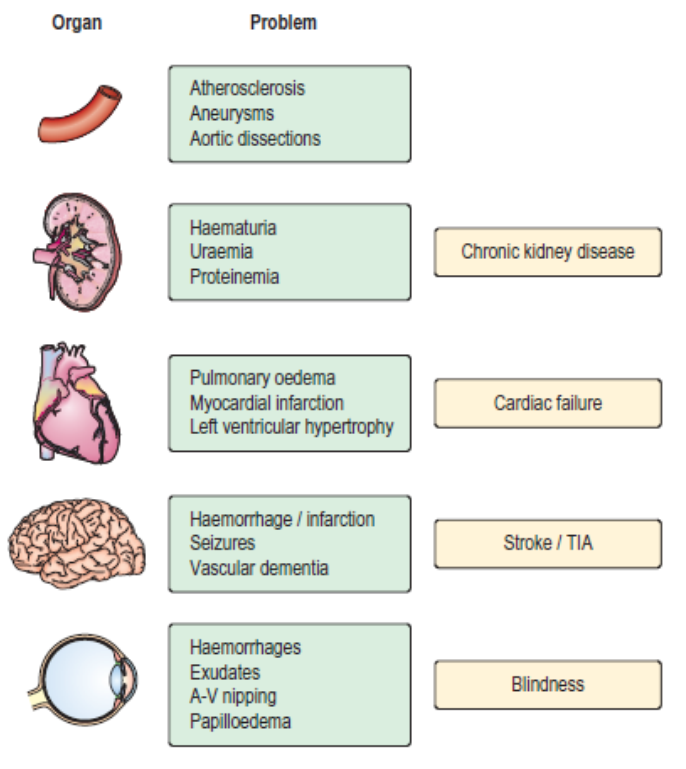 Organ Problem
Atherosclerosis
Aneurysms
Aortic dissections
Haematuria
Uraemia
Proteinemia
Chronic kidney disease
Pulmonary oedema
Myocardial infarction
Left ventricular hypertrophy
Cardiac failure
Haemorrhage / infarction
Seizures
Vascular dementia
Stroke / TIA
Haemorrhages
Exudates
A-V nipping
Papilloedema
Blindness